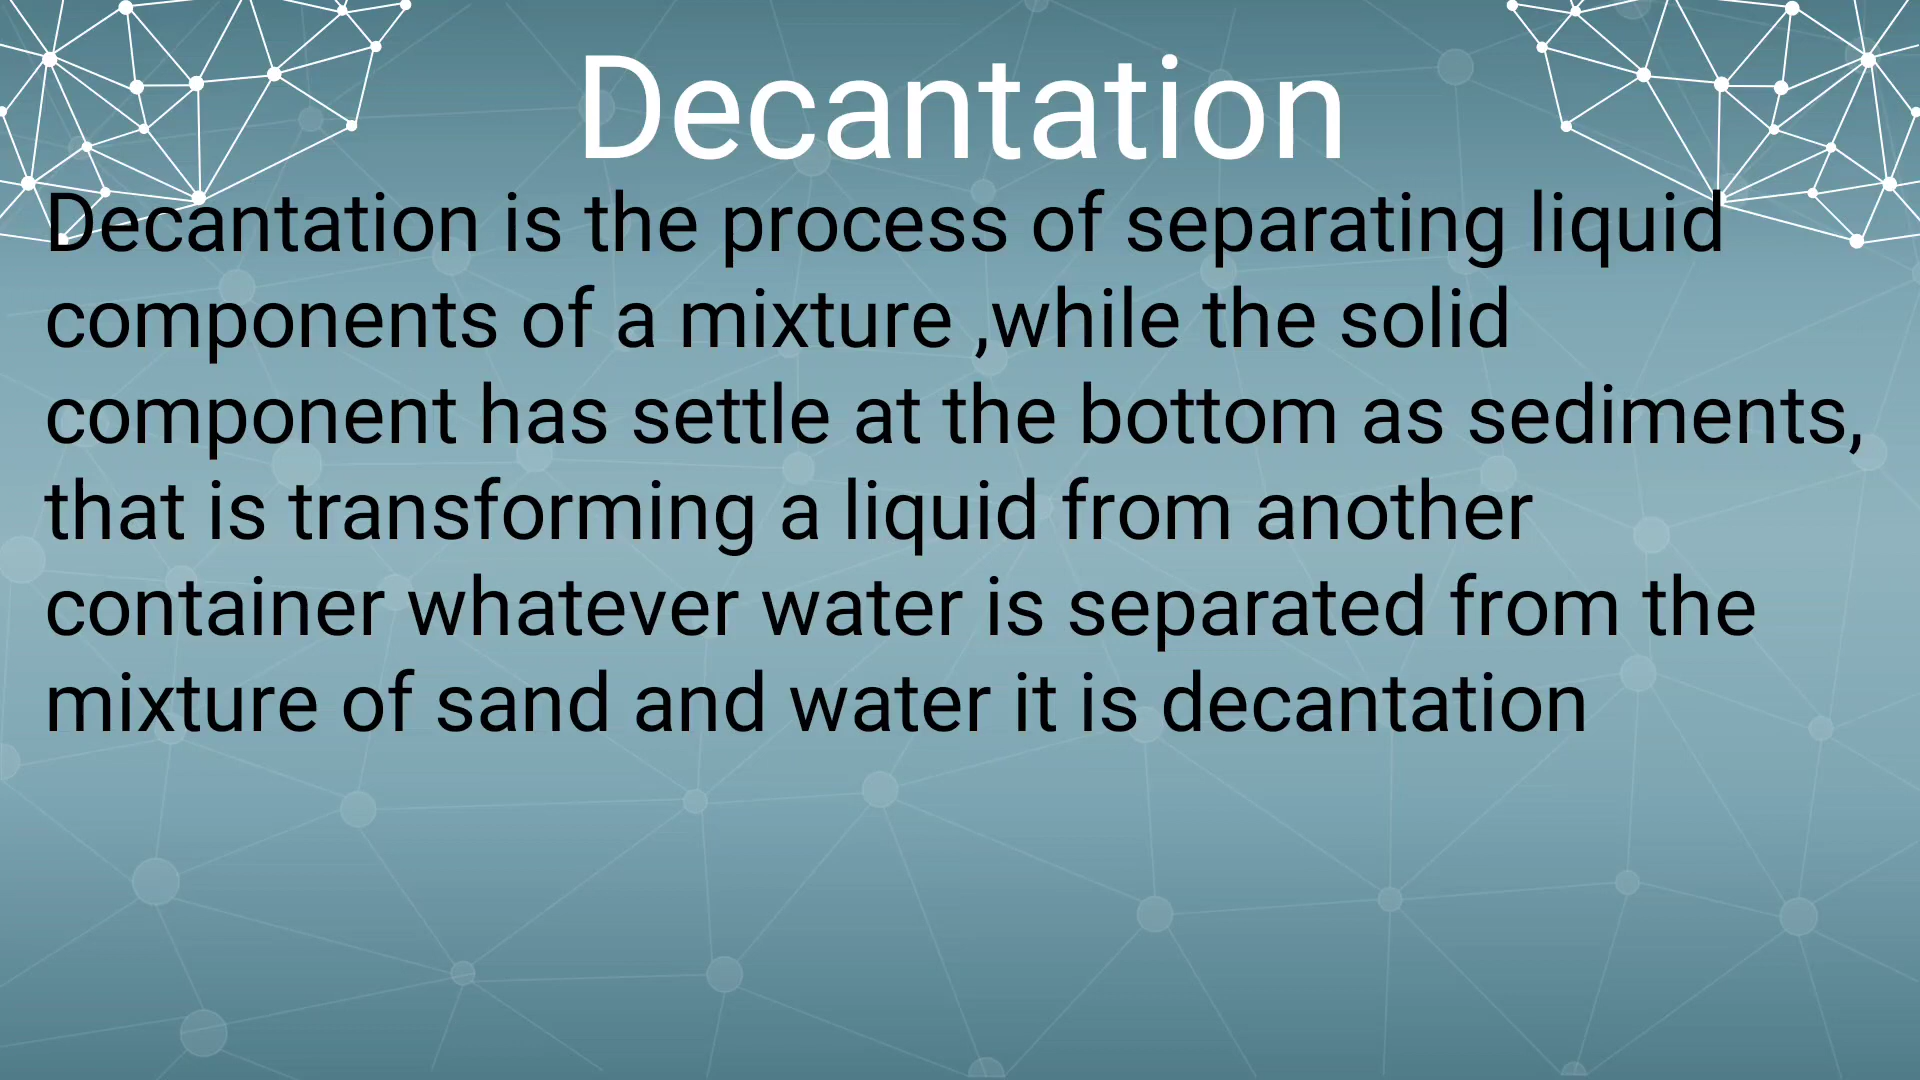 Decantation
Decantation is the process of separating liquid
components of a mixture ,while the solid
component has settle at the bottom as sediments,
that is transforming a liquid from another
container whatever water is separated from the
mixture of sand and water it is decantation